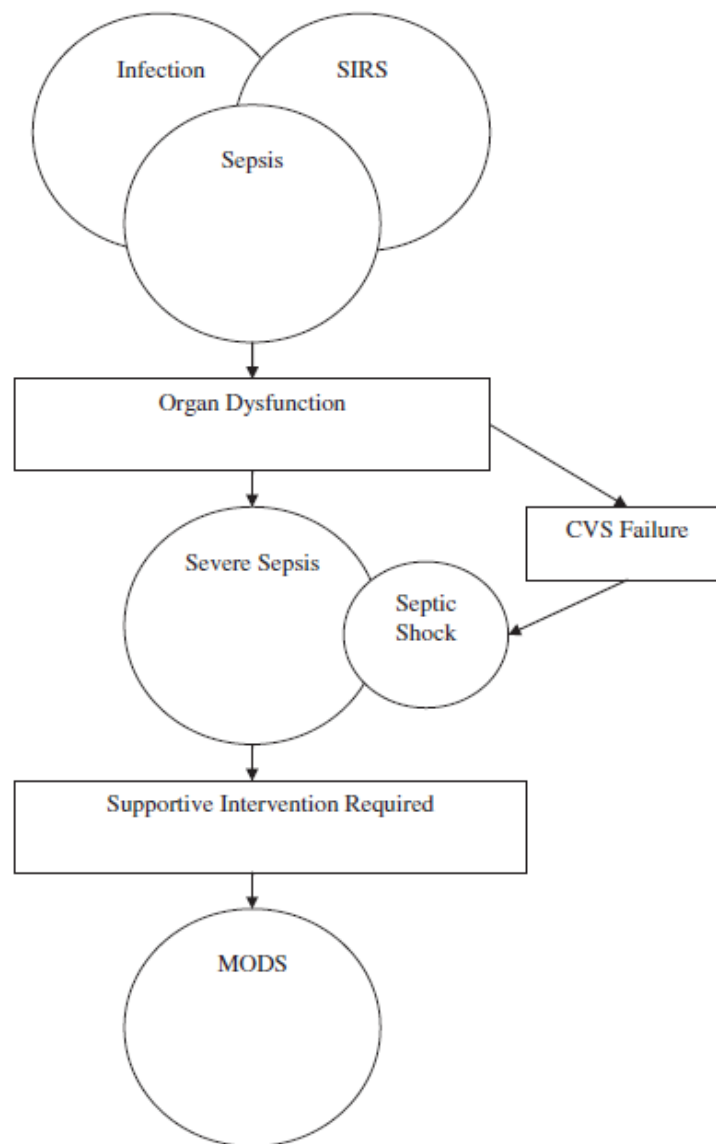 Infection
SIRS
Sepsis
Organ Dysfunction
CVS Failure
Severe Sepsis
Septic
Shock
Supportive Intervention Required
MODS